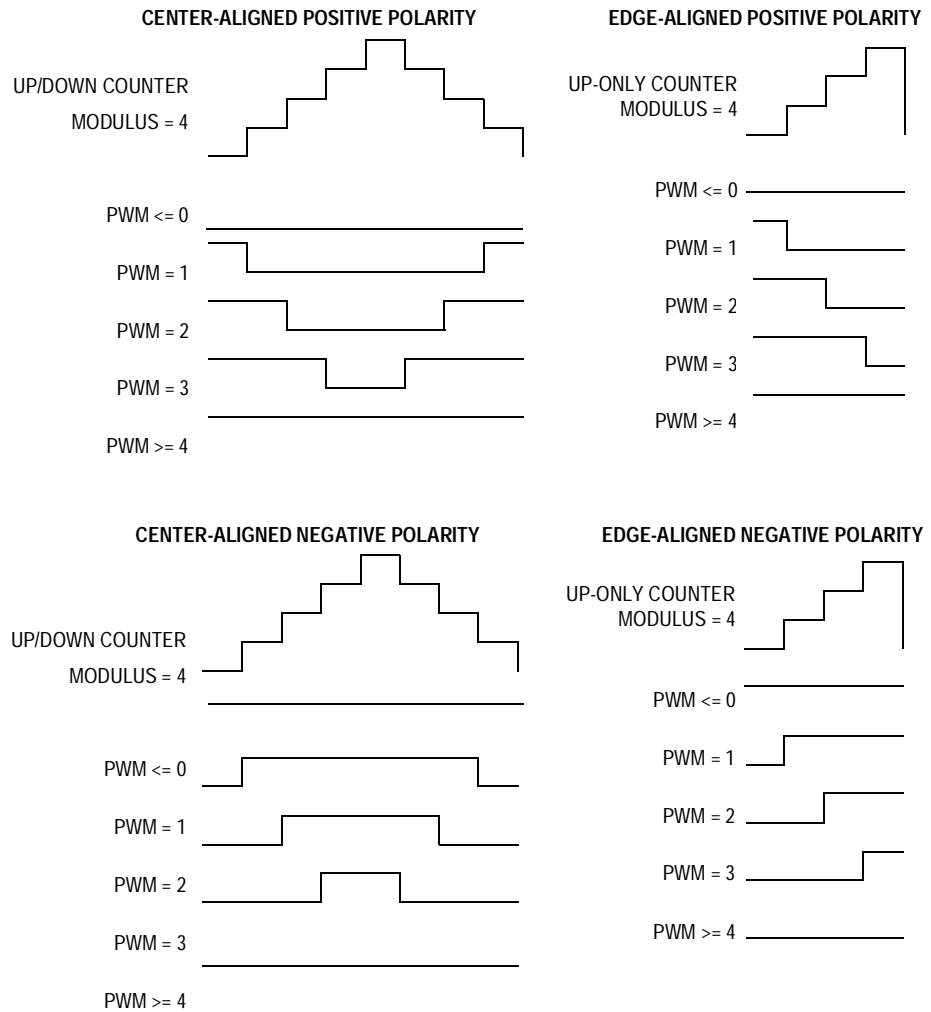 CENTER-ALIGNED POSITIVE POLARITY
UP/DOWN COUNTER
MODULUS = 4
PWM <= 0
PWM = 1
PWM = 2
PWM = 3
PWM >= 4
EDGE-ALIGNED POSITIVE POLARITY
UP-ONLY COUNTER
MODULUS = 4
PWM <= 0
PWM = 1
PWM = 2
PWM = 3
PWM >= 4
CENTER-ALIGNED NEGATIVE POLARITY
UP/DOWN COUNTER
MODULUS = 4
PWM <= 0
PWM = 1
PWM = 2
PWM = 3
PWM >= 4
EDGE-ALIGNED NEGATIVE POLARITY
UP-ONLY COUNTER
MODULUS = 4
PWM <= 0
PWM = 1
PWM = 2
PWM = 3
PWM >= 4